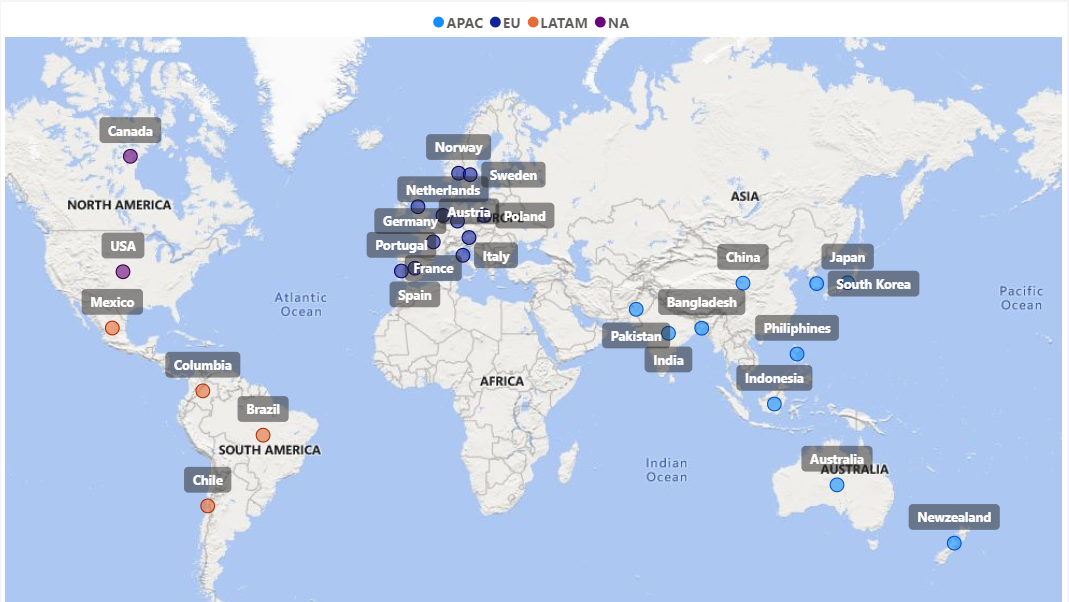 APAC EU LATAM NA
Canada
Norway
Sweden
Netherlands
NORTH AMERICA
ASIA
Austria
Poland
Germany
USA
Portugal
Italy
China
Japan
France
South Korea
Atlantic
Ocean
Pacific
Ocean
Spain
Mexico
Bangladesh
Philiphines
Pakistan
India
Columbia
Indonesia
AFRICA
Brazil
SOUTH AMERICA
Australia
AUSTRALIA
Indian
Ocean
Chile
Newzealand